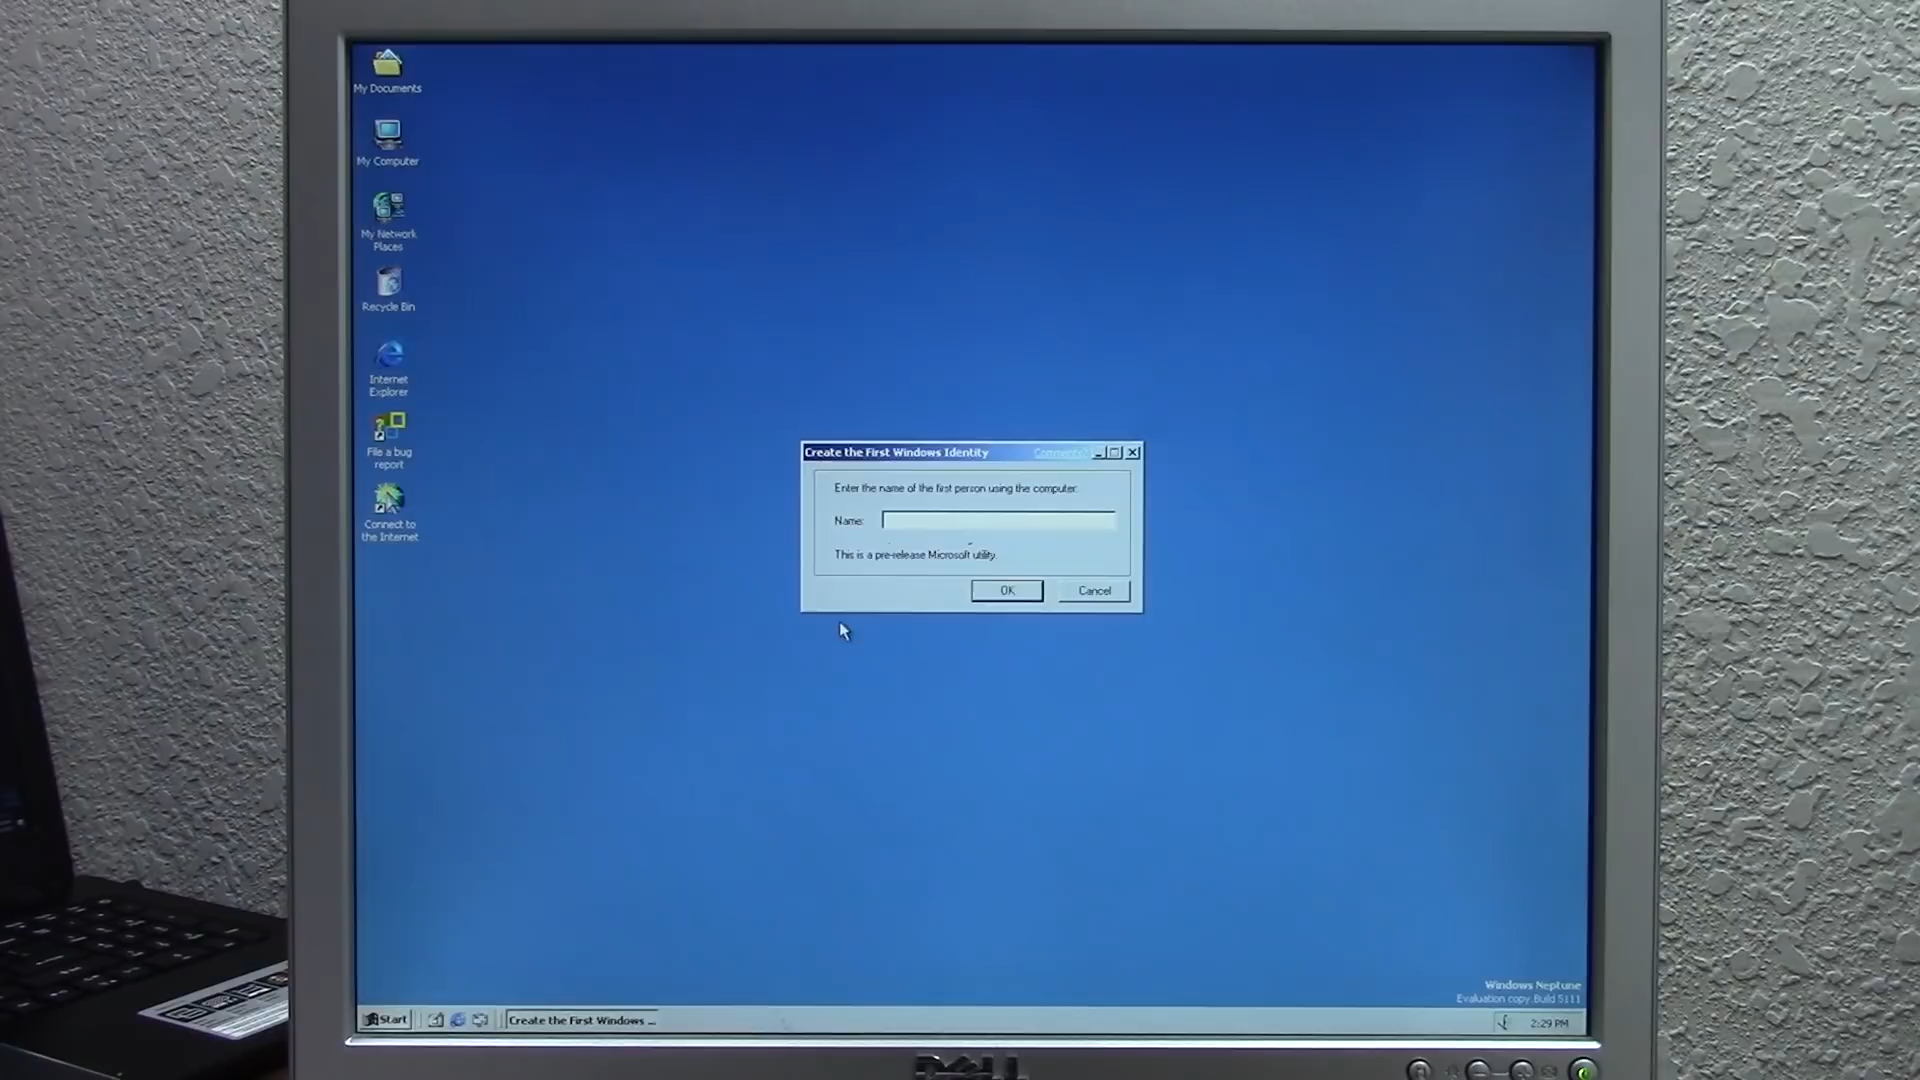 My Documents
My Computer
My Network
Places
Recycle Bin
Internet
Explorer
File a bug
report
Connect to
the Internet
Create the First Windows Identity
Comments?
Enter the name of the first person using the computer:
Name:
This is a pre-release Microsoft utility.
OK
Cancel
Windows Neptune
Evaluation copy. Build 5111
Start
Create the First Windows ...
2:29 PM
DELL